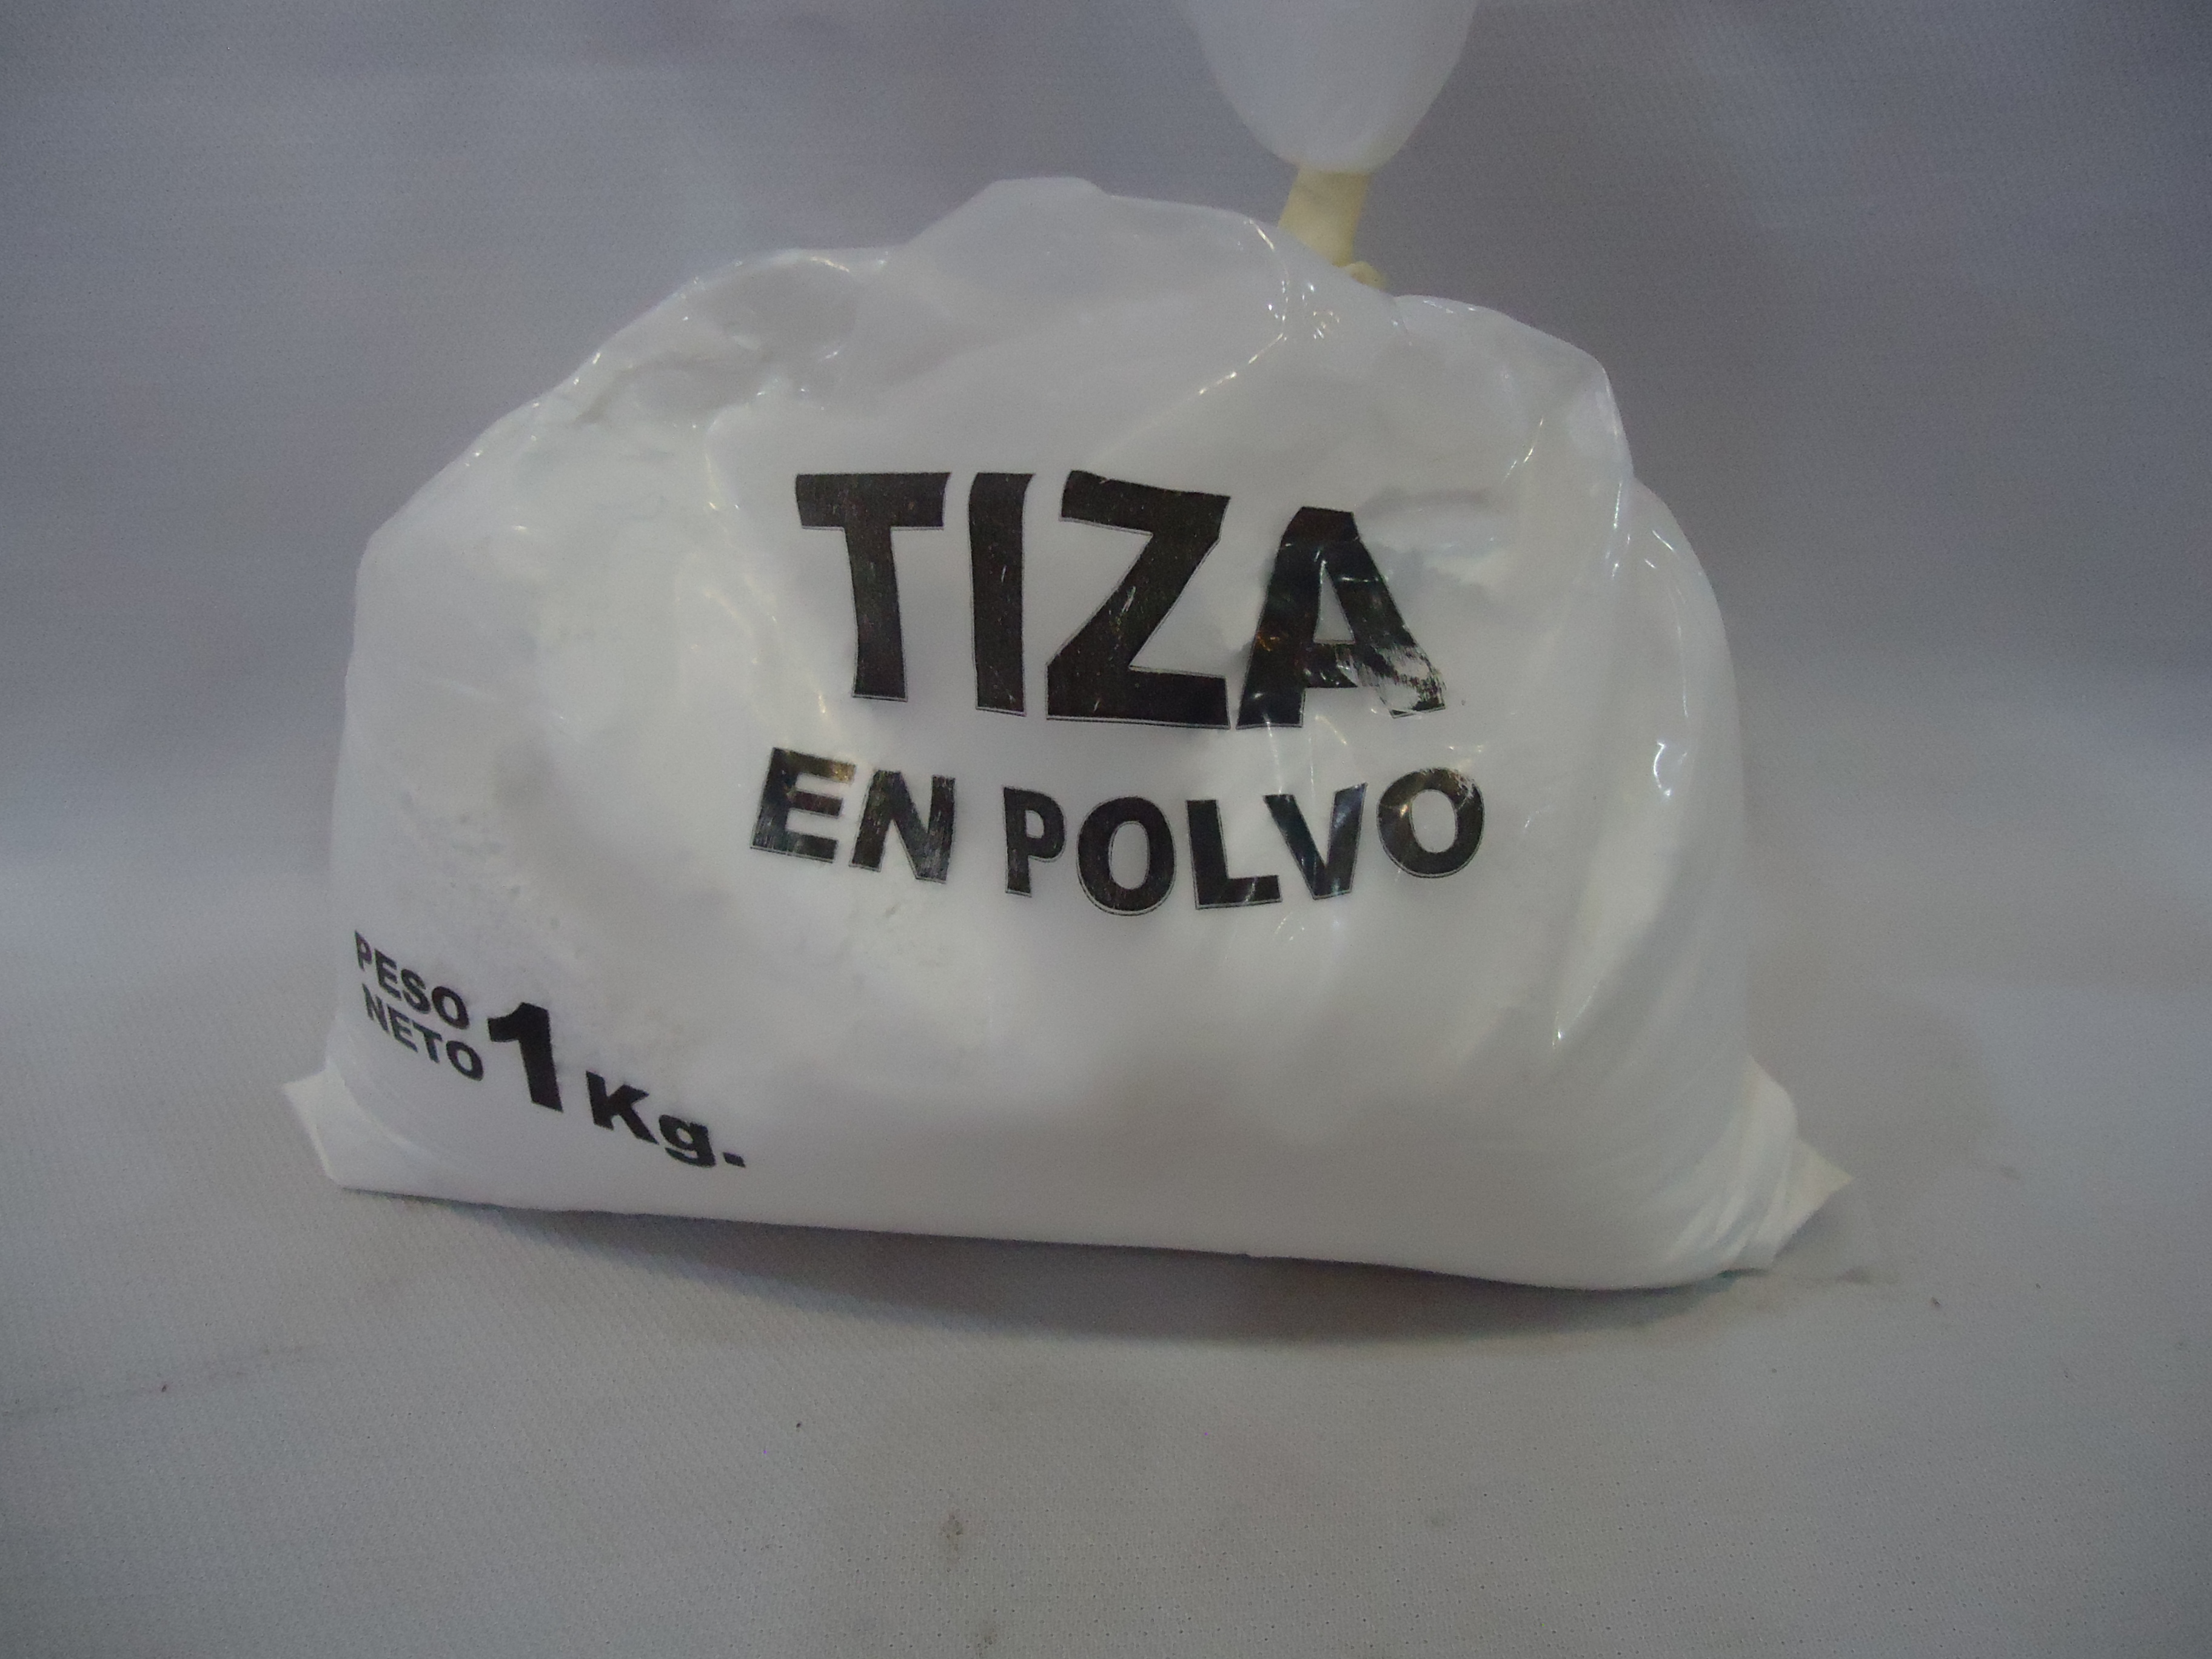 TIZA
EN POLVO
PESO
NETO
1 Kg.